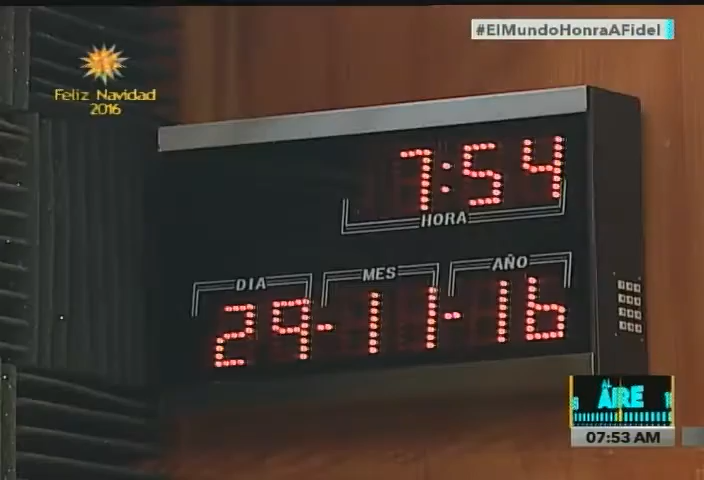 #ElMundoHonraAFidel
Feliz Navidad
2016
7:54
HORA
DIA MES AÑO
29-11-16
AL
AIRE
07:53 AM